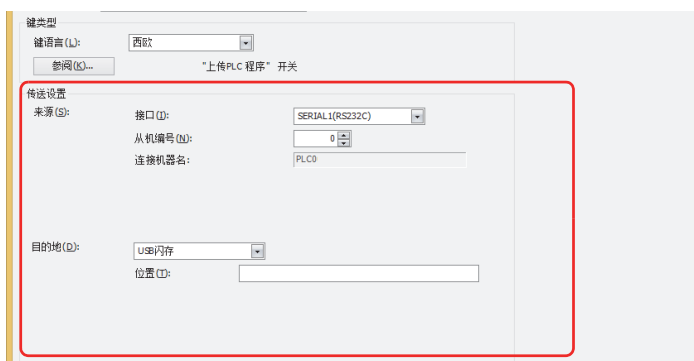 键类型
键语言(L): 西欧
参阅(K)... "上传PLC 程序" 开关
传送设置
来源(S): 接口(I): SERIAL1(RS232C)
从机编号(N): 0
连接机器名: PLC0
目的地(D): USB闪存
位置(T):